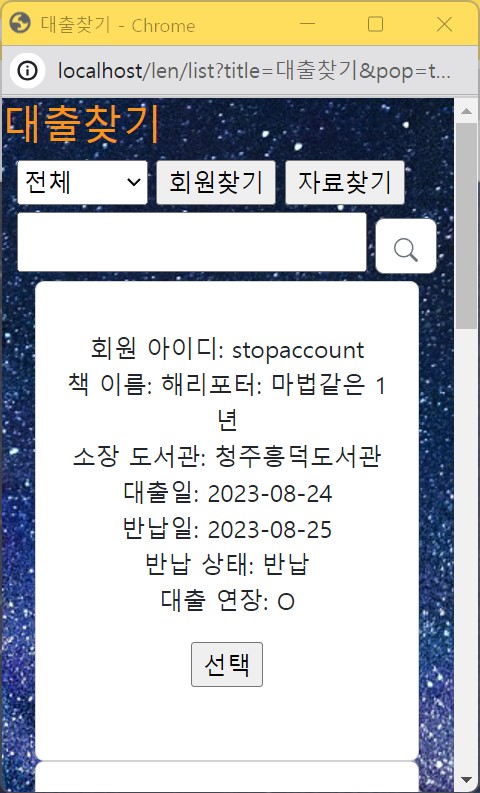 대출찾기 - Chrome
localhost/len/list?title=대출찾기&pop=t...
대출찾기
전체 회원찾기 자료찾기
회원 아이디: stopaccount
책 이름: 해리포터: 마법같은 1
년
소장 도서관: 청주흥덕도서관
대출일: 2023-08-24
반납일: 2023-08-25
반납 상태: 반납
대출 연장: O
선택